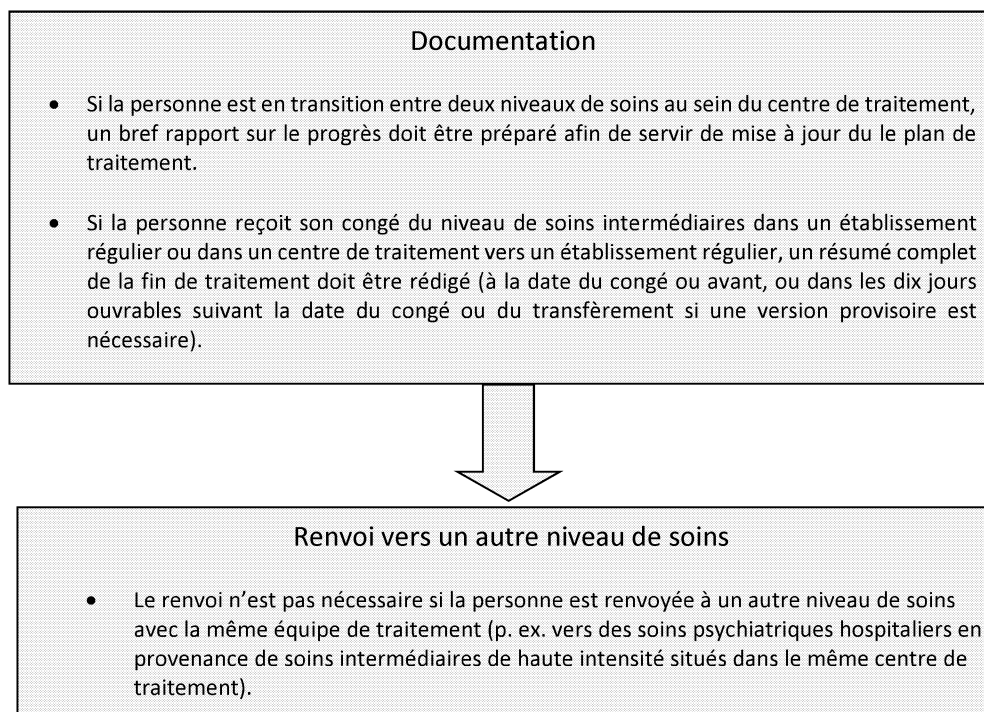 Documentation
• Si la personne est en transition entre deux niveaux de soins au sein du centre de traitement,
un bref rapport sur le progrès doit être préparé afin de servir de mise à jour du le plan de
traitement.
• Si la personne reçoit son congé du niveau de soins intermédiaires dans un établissement
régulier ou dans un centre de traitement vers un établissement régulier, un résumé complet
de la fin de traitement doit être rédigé (à la date du congé ou avant, ou dans les dix jours
ouvrables suivant la date du congé ou du transfèrement si une version provisoire est
nécessaire).
Renvoi vers un autre niveau de soins
• Le renvoi n’est pas nécessaire si la personne est renvoyée à un autre niveau de soins
avec la même équipe de traitement (p. ex. vers des soins psychiatriques hospitaliers en
provenance de soins intermédiaires de haute intensité situés dans le même centre de
traitement).